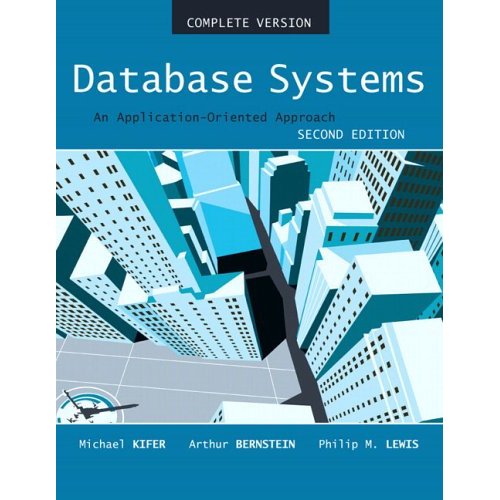 COMPLETE VERSION
Database Systems
An Application-Oriented Approach
SECOND EDITION
Michael KIFER Arthur BERNSTEIN Philip M. LEWIS